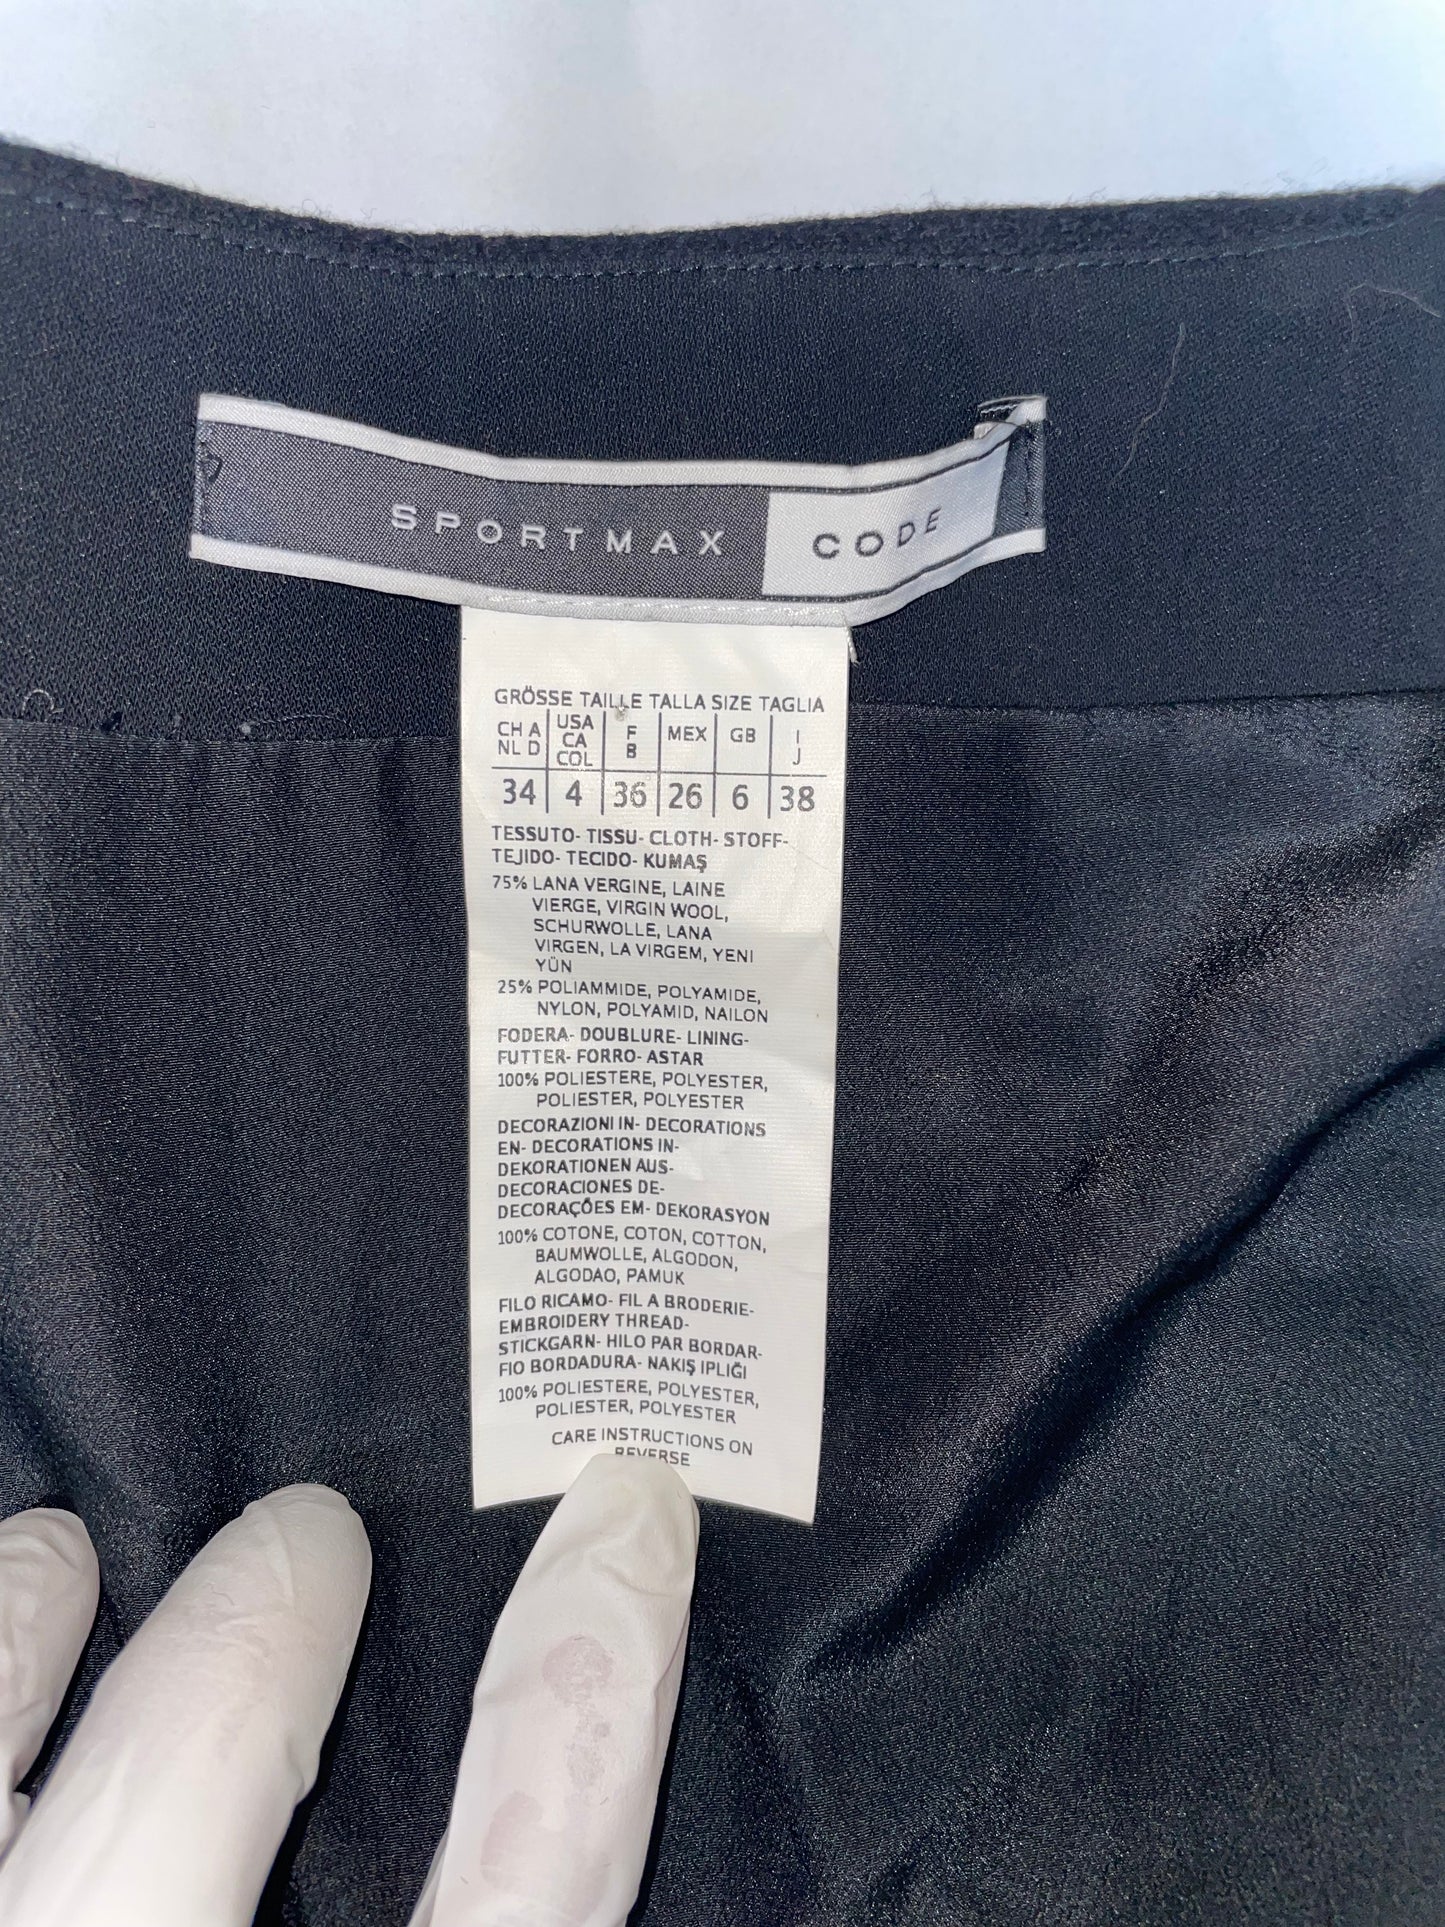 SPORTMAX CODE
GRÖSSE TAILLE TALLA SIZE TAGLIA
CH A NL D | USA CA COL | F B | MEX | GB | I J
34 | 4 | 36 | 26 | 6 | 38
TESSUTO- TISSU- CLOTH- STOFF-
TEJIDO- TECIDO- KUMAŞ
75% LANA VERGINE, LAINE
VIERGE, VIRGIN WOOL,
SCHURWOLLE, LANA
VIRGEN, LA VIRGEM, YENI
YÜN
25% POLIAMMIDE, POLYAMIDE,
NYLON, POLYAMID, NAILON
FODERA- DOUBLURE- LINING-
FUTTER- FORRO- ASTAR
100% POLIESTERE, POLYESTER,
POLIESTER, POLYESTER
DECORAZIONI IN- DECORATIONS
EN- DECORATIONS IN-
DEKORATIONEN AUS-
DECORACIONES DE-
DECORAÇÕES EM- DEKORASYON
100% COTONE, COTON, COTTON,
BAUMWOLLE, ALGODON,
ALGODAO, PAMUK
FILO RICAMO- FIL A BRODERIE-
EMBROIDERY THREAD-
STICKGARN- HILO PAR BORDAR-
FIO BORDADURA- NAKIŞ IPLIĞI
100% POLIESTERE, POLYESTER,
POLIESTER, POLYESTER
CARE INSTRUCTIONS ON
REVERSE